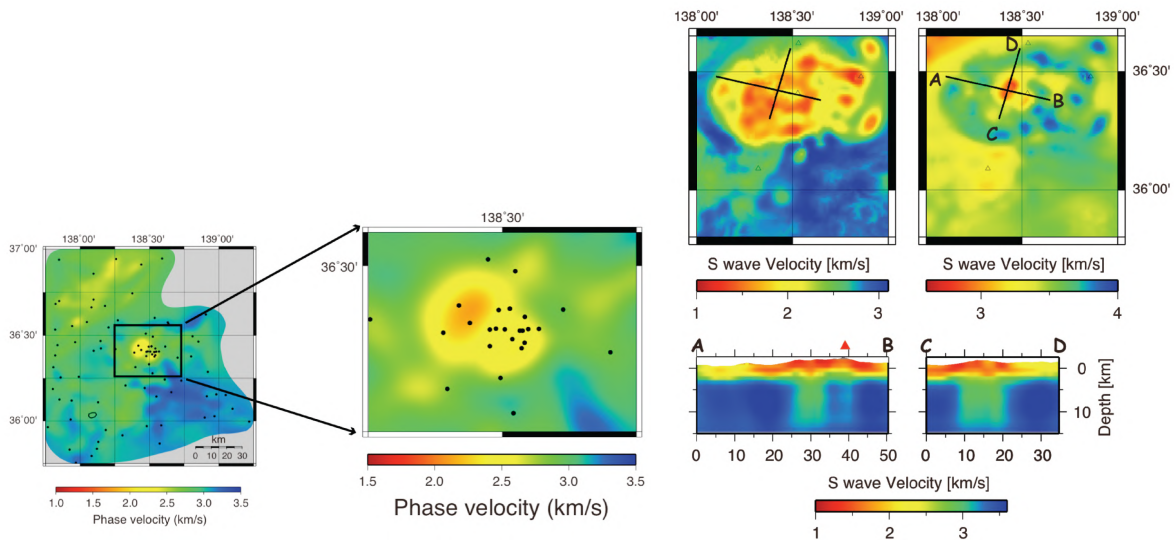 138˚00' 138˚30' 139˚00'
37˚00'
36˚30'
36˚00'
km
0 10 20 30
1.0 1.5 2.0 2.5 3.0 3.5
Phase velocity (km/s)
138˚30'
36˚30'
1.5 2.0 2.5 3.0 3.5
Phase velocity (km/s)
138˚00' 138˚30' 139˚00'
S wave Velocity [km/s]
1 2 3
138˚00' 138˚30' 139˚00'
D
A
B
C
36˚30'
36˚00'
S wave Velocity [km/s]
3 4
A B
0 10 20 30 40 50
C D
0
10
Depth [km]
0 10 20 30
S wave Velocity [km/s]
1 2 3